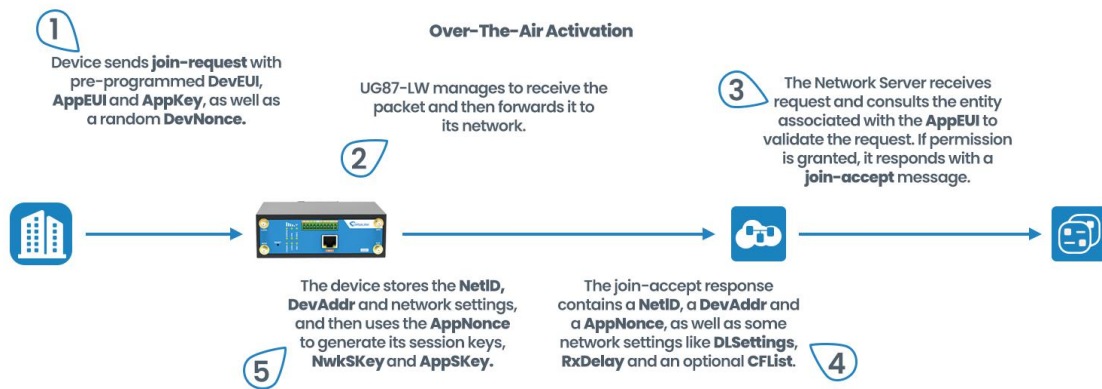 Over-The-Air Activation
1
Device sends join-request with
pre-programmed DevEUI,
AppEUI and AppKey, as well as
a random DevNonce.
UG87-LW manages to receive the
packet and then forwards it to
its network.
2
3
The Network Server receives
request and consults the entity
associated with the AppEUI to
validate the request. If permission
is granted, it responds with a
join-accept message.
The join-accept response
contains a NetID, a DevAddr and
a AppNonce, as well as some
network settings like DLSettings,
RxDelay and an optional CFList.
4
The device stores the NetID,
DevAddr and network settings,
and then uses the AppNonce
to generate its session keys,
NwkSKey and AppSKey.
5